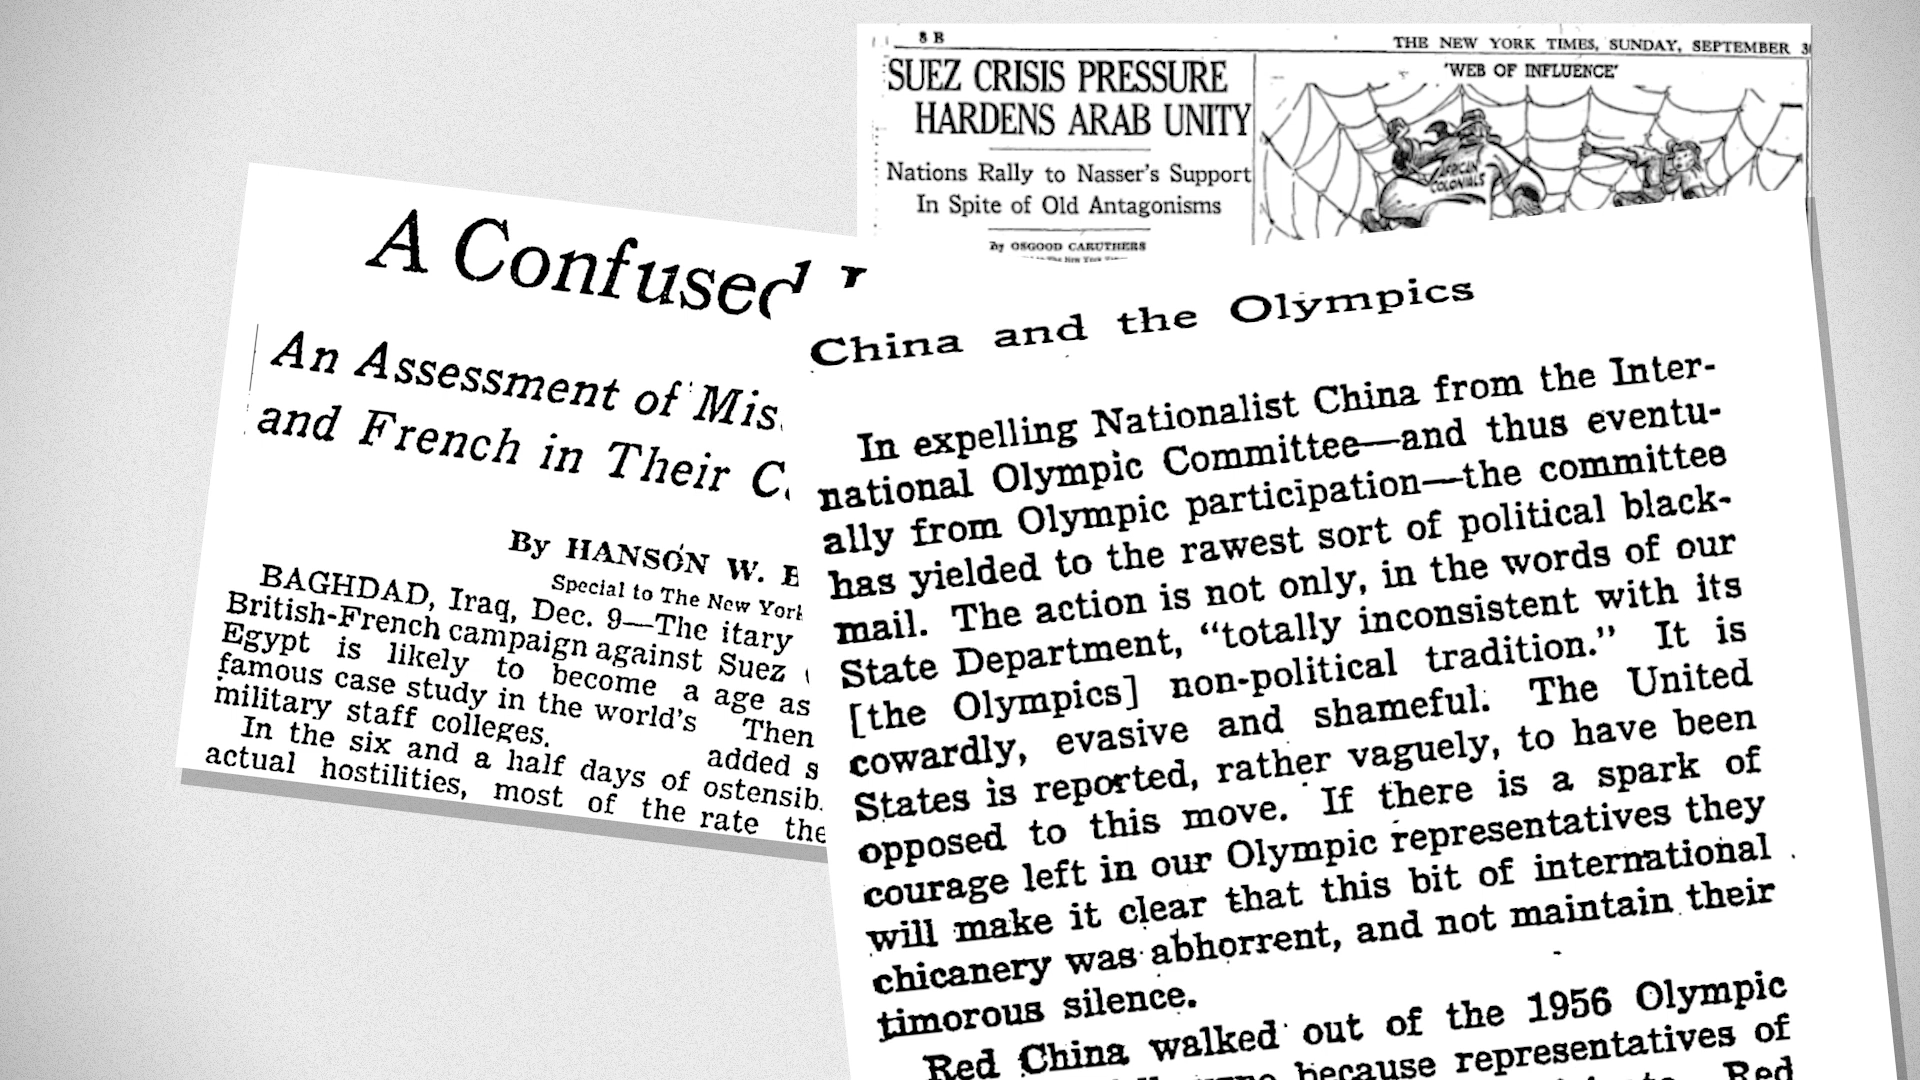 8 B
THE NEW YORK TIMES, SUNDAY, SEPTEMBER
SUEZ CRISIS PRESSURE
HARDENS ARAB UNITY
Nations Rally to Nasser's Support
In Spite of Old Antagonisms
By OSGOOD CARUTHERS
'WEB OF INFLUENCE'
AFRICAN
COLONIALS
A Confused
An Assessment of Mis
and French in Their C
By HANSON W.
Special to The New York
BAGHDAD, Iraq, Dec. 9—The itary
British-French campaign against Suez
Egypt is likely to become a age as
famous case study in the world's Then
military staff colleges. added s
In the six and a half days of ostensib
actual hostilities, most of the rate the
China and the Olympics
In expelling Nationalist China from the Inter-
national Olympic Committee—and thus eventu-
ally from Olympic participation—the committee
has yielded to the rawest sort of political black-
mail. The action is not only, in the words of our
State Department, “totally inconsistent with its
[the Olympics] non-political tradition.” It is
cowardly, evasive and shameful. The United
States is reported, rather vaguely, to have been
opposed to this move. If there is a spark of
courage left in our Olympic representatives they
will make it clear that this bit of international
chicanery was abhorrent, and not maintain their
timorous silence.
Red China walked out of the 1956 Olympic
because representatives of
Red